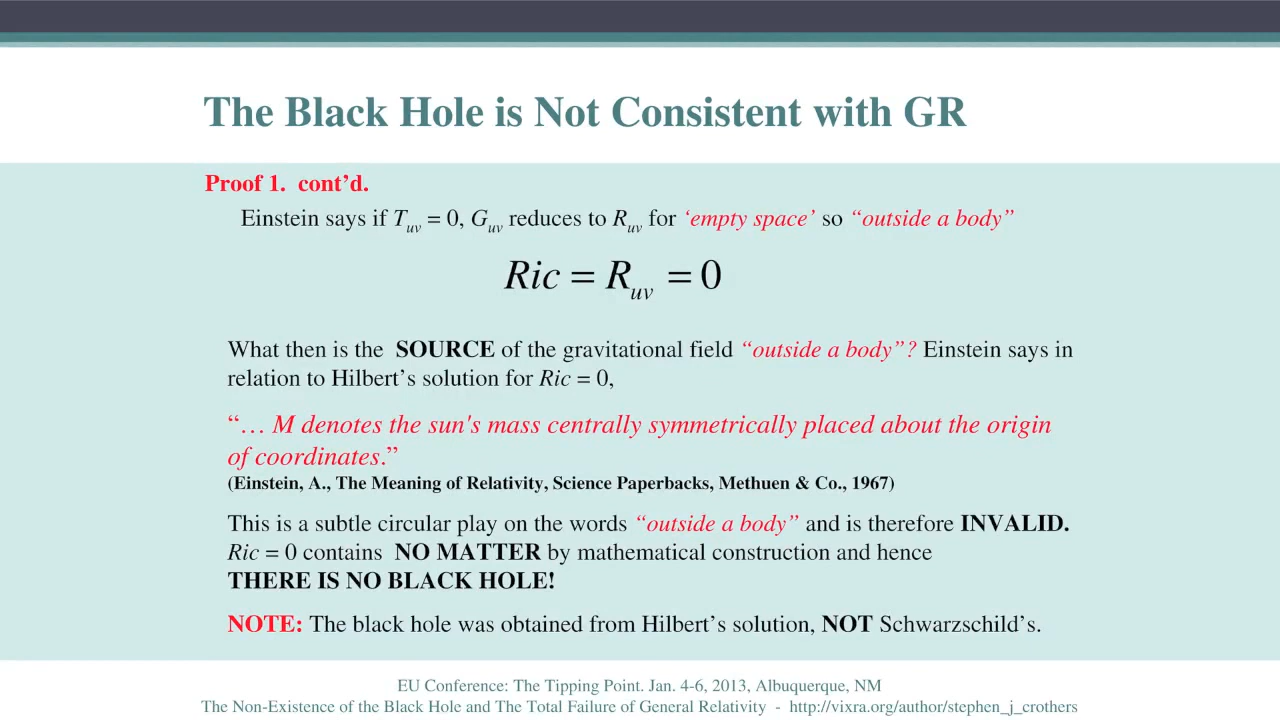 The Black Hole is Not Consistent with GR
Proof 1. cont’d.
Einstein says if Tuv = 0, Guv reduces to Ruv for ‘empty space’ so “outside a body”
Ric = Ruv = 0
What then is the SOURCE of the gravitational field “outside a body”? Einstein says in
relation to Hilbert’s solution for Ric = 0,
“… M denotes the sun's mass centrally symmetrically placed about the origin
of coordinates.”
(Einstein, A., The Meaning of Relativity, Science Paperbacks, Methuen & Co., 1967)
This is a subtle circular play on the words “outside a body” and is therefore INVALID.
Ric = 0 contains NO MATTER by mathematical construction and hence
THERE IS NO BLACK HOLE!
NOTE: The black hole was obtained from Hilbert’s solution, NOT Schwarzschild’s.
EU Conference: The Tipping Point. Jan. 4-6, 2013, Albuquerque, NM
The Non-Existence of the Black Hole and The Total Failure of General Relativity - http://vixra.org/author/stephen_j_crothers